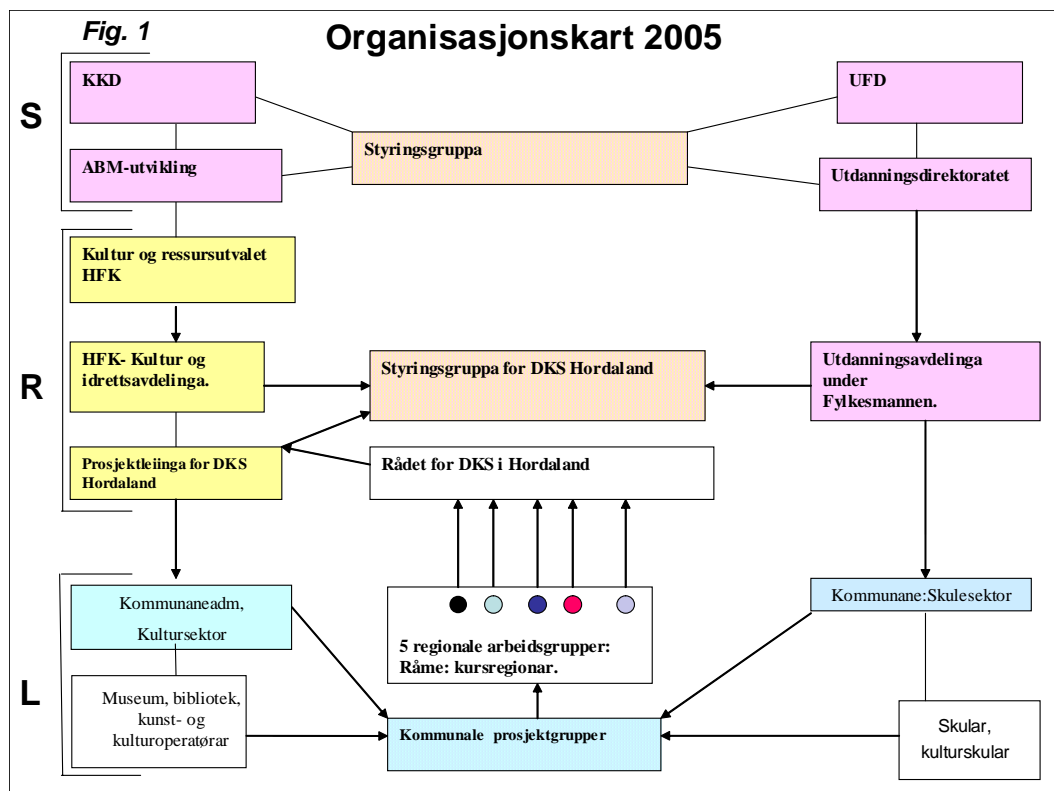 Fig. 1
Organisasjonskart 2005
S
KKD
UFD
Styringsgruppa
ABM-utvikling
Utdanningsdirektoratet
R
Kultur og ressursutvalet
HFK
HFK- Kultur og
idrettsavdelinga.
Styringsgruppa for DKS Hordaland
Utdanningsavdelinga
under
Fylkesmannen.
Prosjektleiinga for DKS
Hordaland
Rådet for DKS i Hordaland
L
Kommunaneadm,
Kultursektor
5 regionale arbeidsgrupper:
Råme: kursregionar.
Kommunane:Skulesektor
Museum, bibliotek,
kunst- og
kulturoperatørar
Kommunale prosjektgrupper
Skular,
kulturskular